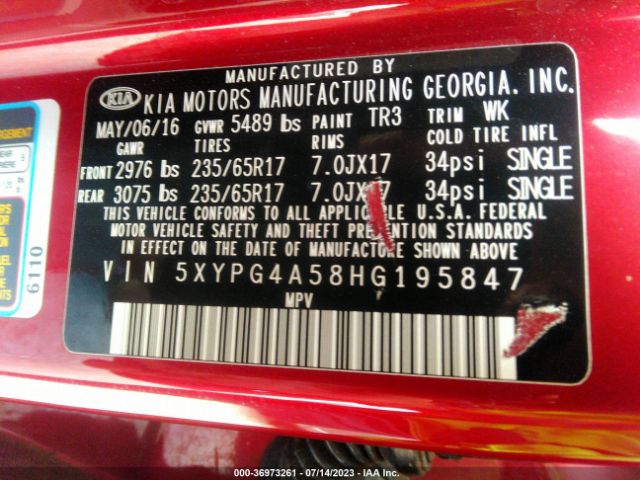 MANUFACTURED BY
KIA KIA MOTORS MANUFACTURING GEORGIA. INC.
MAY/06/16 GVWR 5489 lbs PAINT TR3 TRIM WK
GAWR TIRES RIMS COLD TIRE INFL
FRONT 2976 lbs 235/65R17 7.0JX17 34psi SINGLE
REAR 3075 lbs 235/65R17 7.0JX17 34psi SINGLE
THIS VEHICLE CONFORMS TO ALL APPLICABLE U.S.A. FEDERAL
MOTOR VEHICLE SAFETY AND THEFT PREVENTION STANDARDS
IN EFFECT ON THE DATE OF MANUFACTURE SHOWN ABOVE
VIN 5XYPG4A58HG195847
MPV
6110
000-36973261 - 07/14/2023 - IAA Inc.